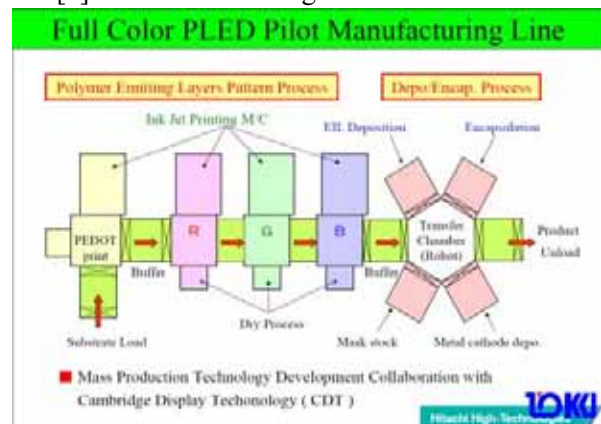 Full Color PLED Pilot Manufacturing Line
Polymer Emitting Layers Pattern Process
Depo/Encap. Process
Ink Jet Printing M/C
EIL Deposition
Encapsulation
PEDOT
print
R
G
B
Transfer
Chamber
(Robot)
Product
Unload
Buffer
Buffer
Dry Process
Substrate Load
Mask stock
Metal cathode depo.
Mass Production Technology Development Collaboration with
Cambridge Display Techonology ( CDT )
TOKKI
Hitachi High-Technologies